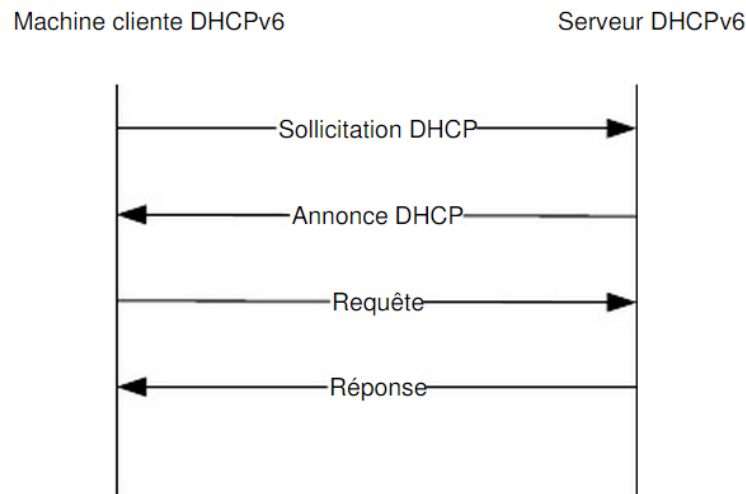 Machine cliente DHCPv6
Serveur DHCPv6
Sollicitation DHCP
Annonce DHCP
Requête
Réponse